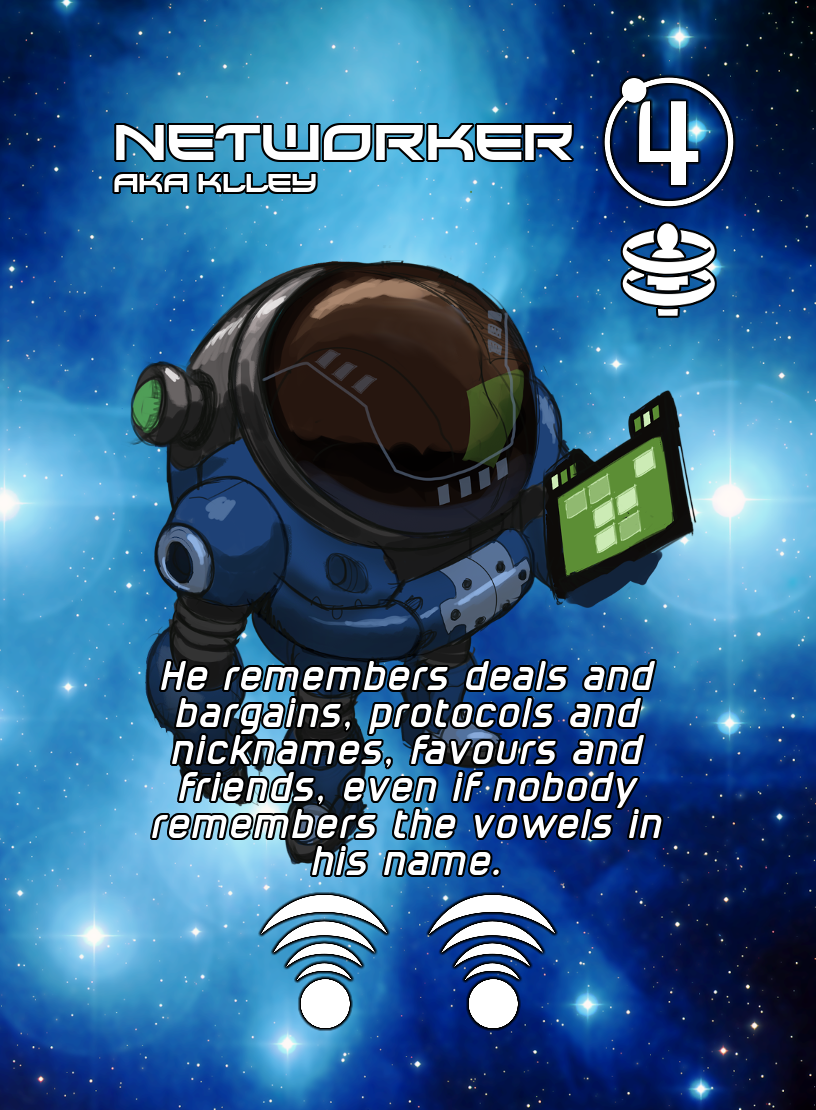 NETWORKER
4
AKA KLLEY
He remembers deals and
bargains, protocols and
nicknames, favours and
friends, even if nobody
remembers the vowels in
his name.